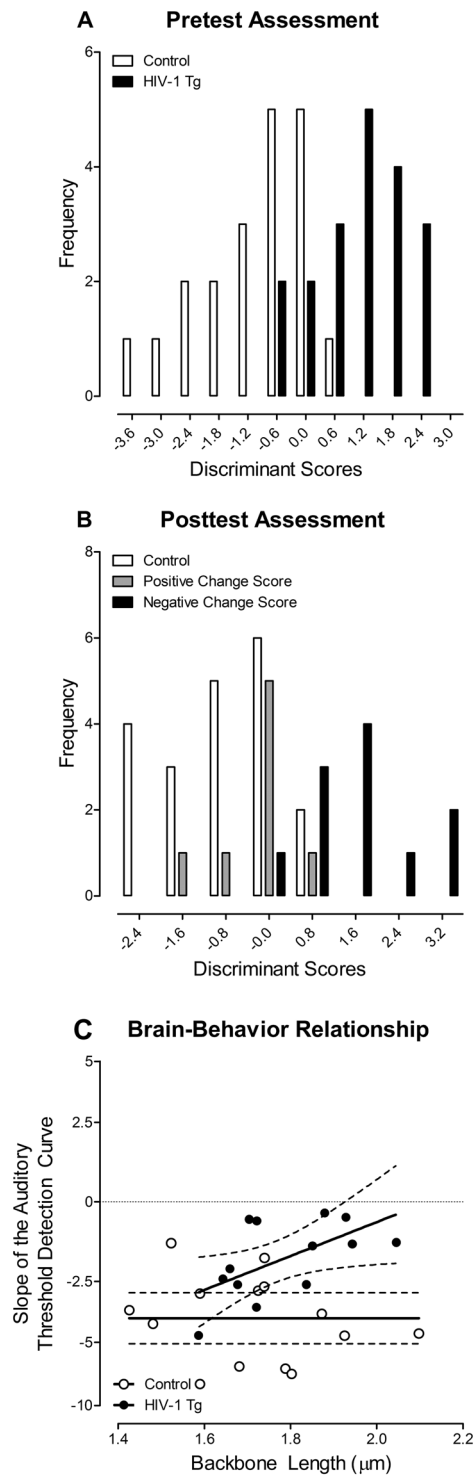 A Pretest Assessment
6
4
2
0
Frequency
Control
HIV-1 Tg
-3.6 -3.0 -2.4 -1.8 -1.2 -0.6 0.0 0.6 1.2 1.8 2.4 3.0
Discriminant Scores
B Posttest Assessment
8
6
4
2
0
Frequency
Control
Positive Change Score
Negative Change Score
-2.4 -1.6 -0.8 -0.0 0.8 1.6 2.4 3.2
Discriminant Scores
C Brain-Behavior Relationship
5
2.5
0
-2.5
-5
-10
Slope of the Auditory
Threshold Detection Curve
Control
HIV-1 Tg
1.4 1.6 1.8 2.0 2.2
Backbone Length (μm)